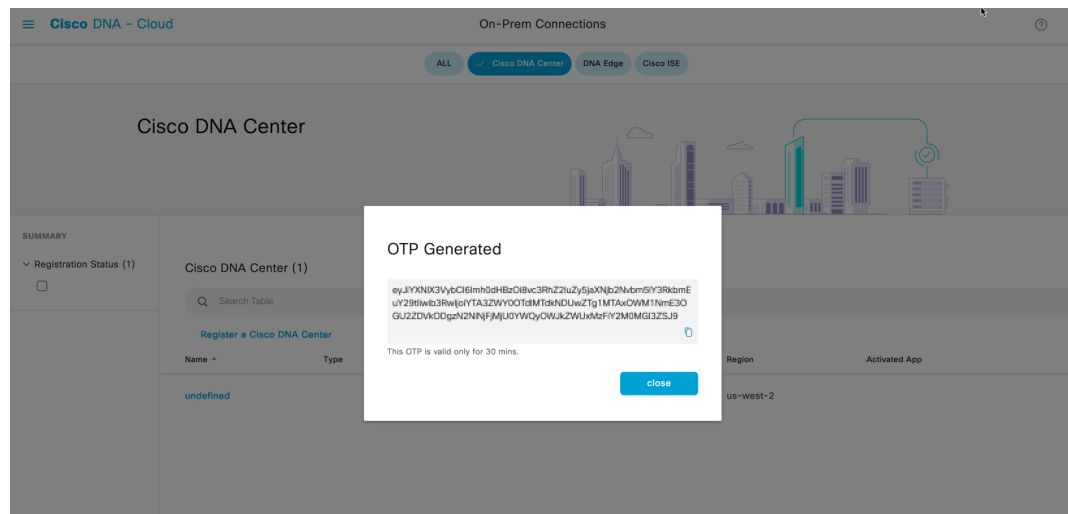 Cisco DNA - Cloud
On-Prem Connections
ALL
Cisco DNA Center
DNA Edge
Cisco ISE
Cisco DNA Center
SUMMARY
Registration Status (1)
Cisco DNA Center (1)
Search Table
Register a Cisco DNA Center
Name Type Region Activated App
undefined us-west-2
OTP Generated
This OTP is valid only for 30 mins.
close